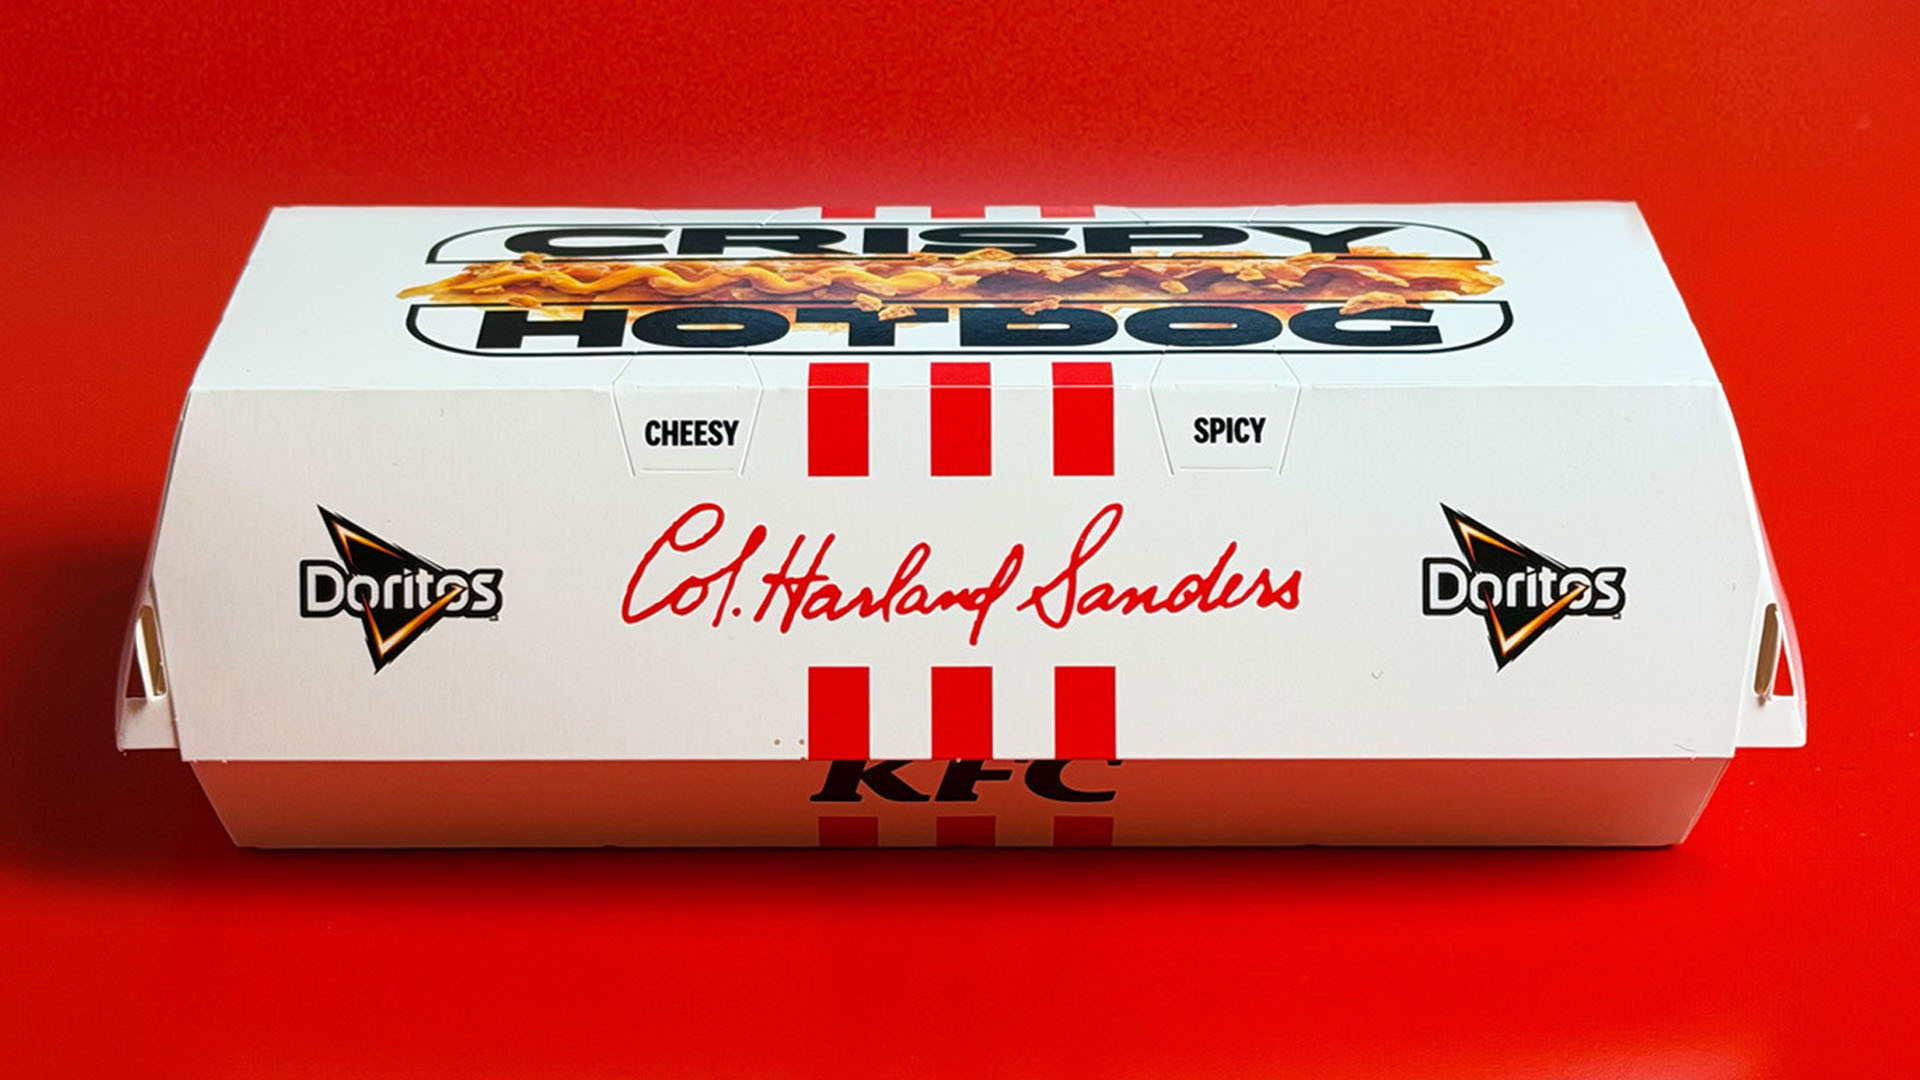 CRISPY
HOTDOG
CHEESY
SPICY
Doritos
Col. Harland Sanders
Doritos
KFC